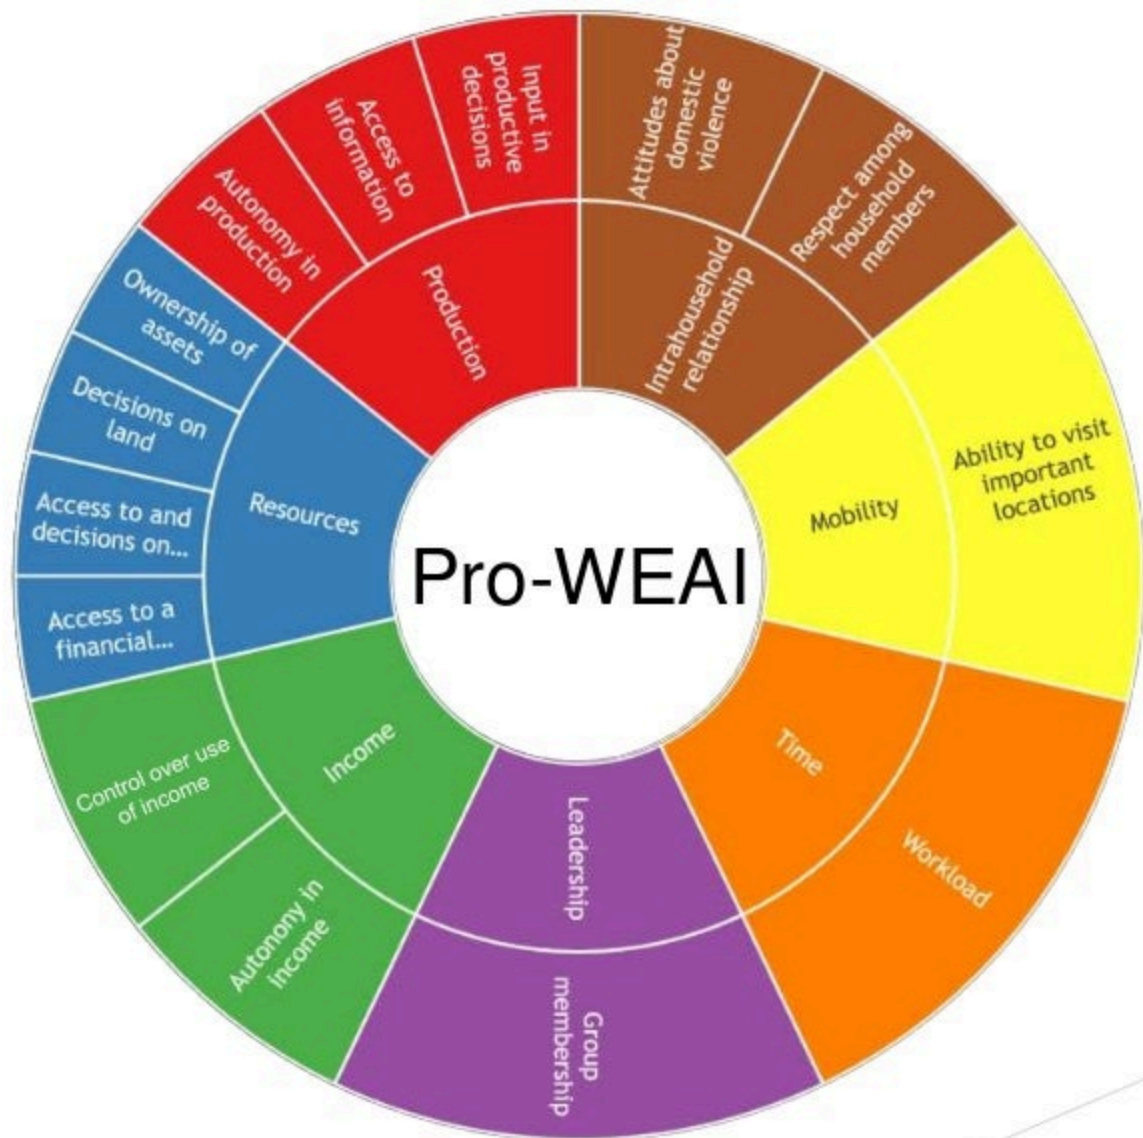 Pro-WEAI
Intrahousehold
relationship
Attitudes about
domestic
violence
Respect among
household
members
Mobility
Ability to visit
important
locations
Time
Workload
Leadership
Group
membership
Income
Autonony in
income
Control over use
of income
Resources
Access to a
financial...
Access to and
decisions on...
Decisions on
land
Ownership of
assets
Production
Autonomy in
production
Access to
information
Input in
productive
decisions